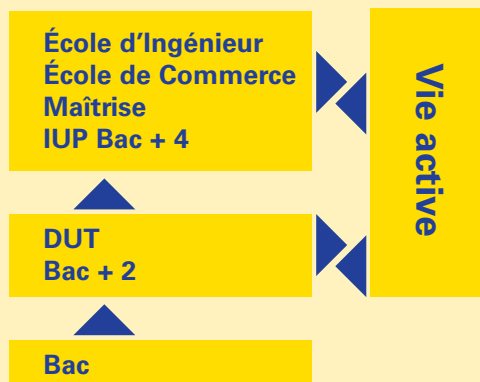 École d'Ingénieur
École de Commerce
Maîtrise
IUP Bac + 4
Vie active
DUT
Bac + 2
Bac